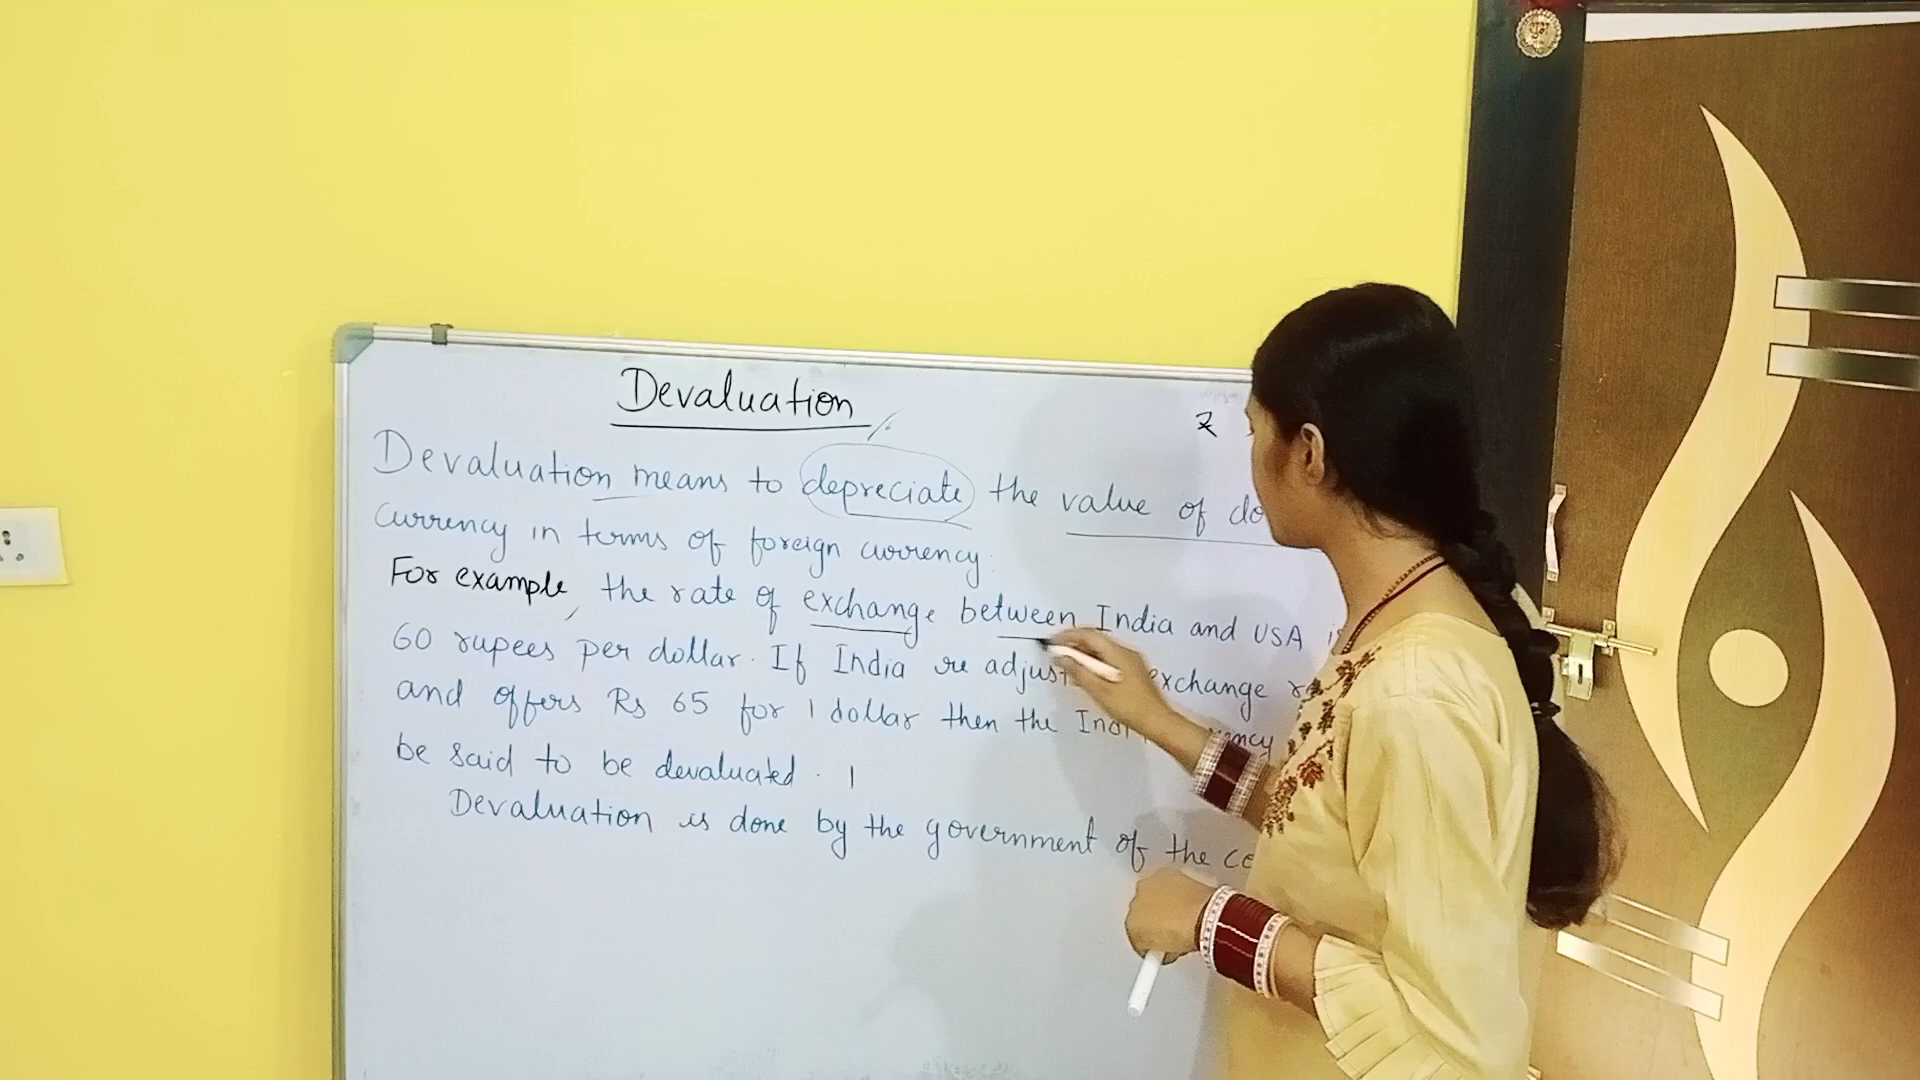 Devaluation
₹
Devaluation means to depreciate the value of
currency in terms of foreign currency.
For example, the rate of exchange between India and USA
60 rupees per dollar. If India re adjust exchange
and offers Rs 65 for 1 dollar then the
be said to be devaluated. 1
Devaluation is done by the government of the